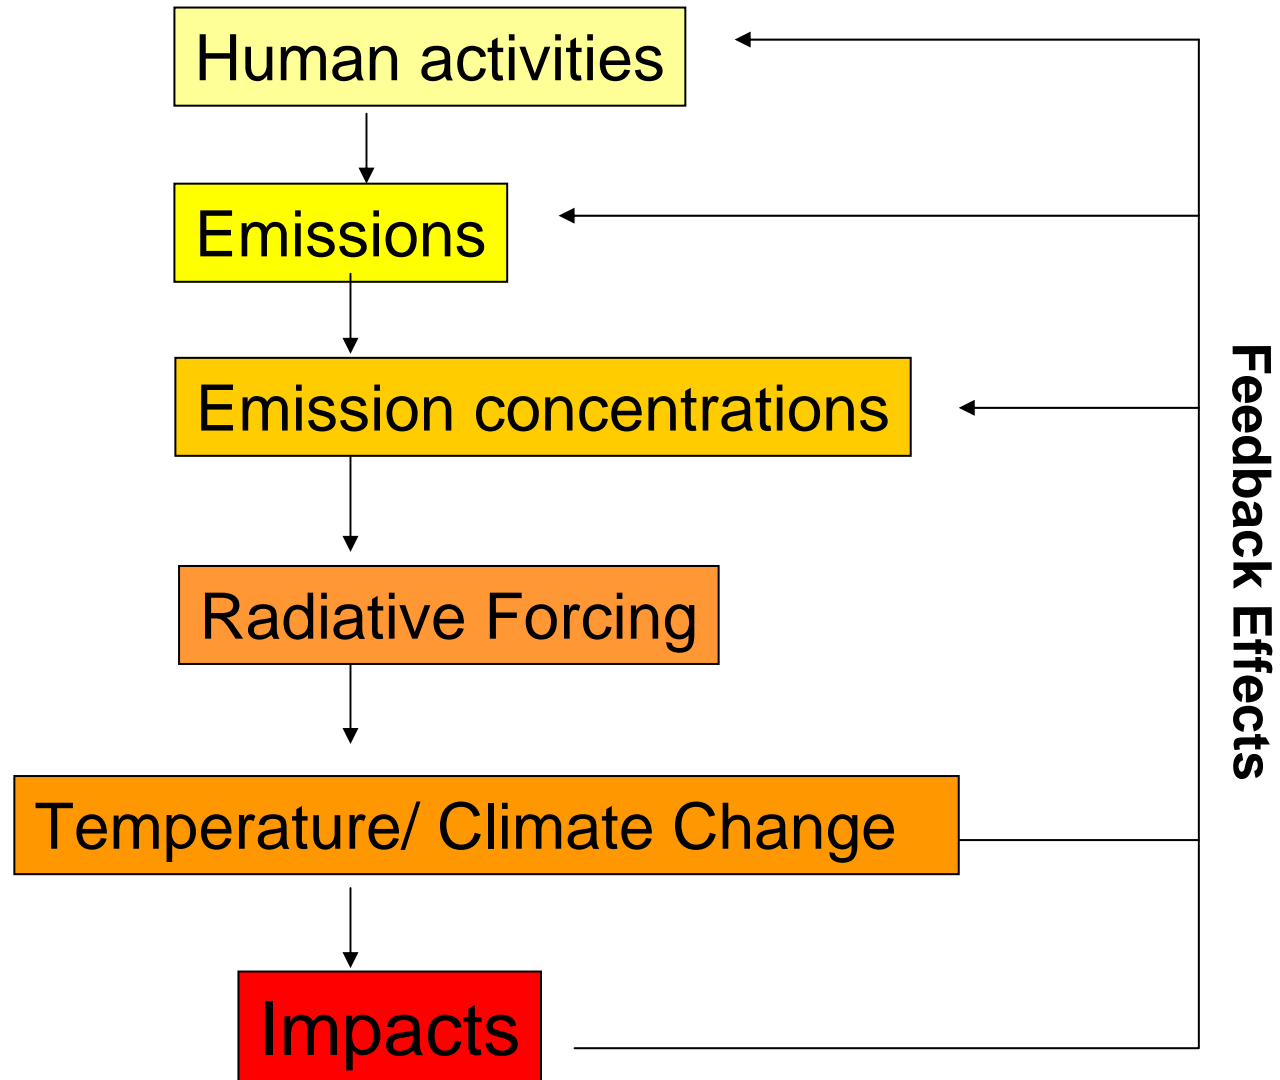 Human activities
Emissions
Emission concentrations
Radiative Forcing
Temperature/ Climate Change
Impacts
Feedback Effects